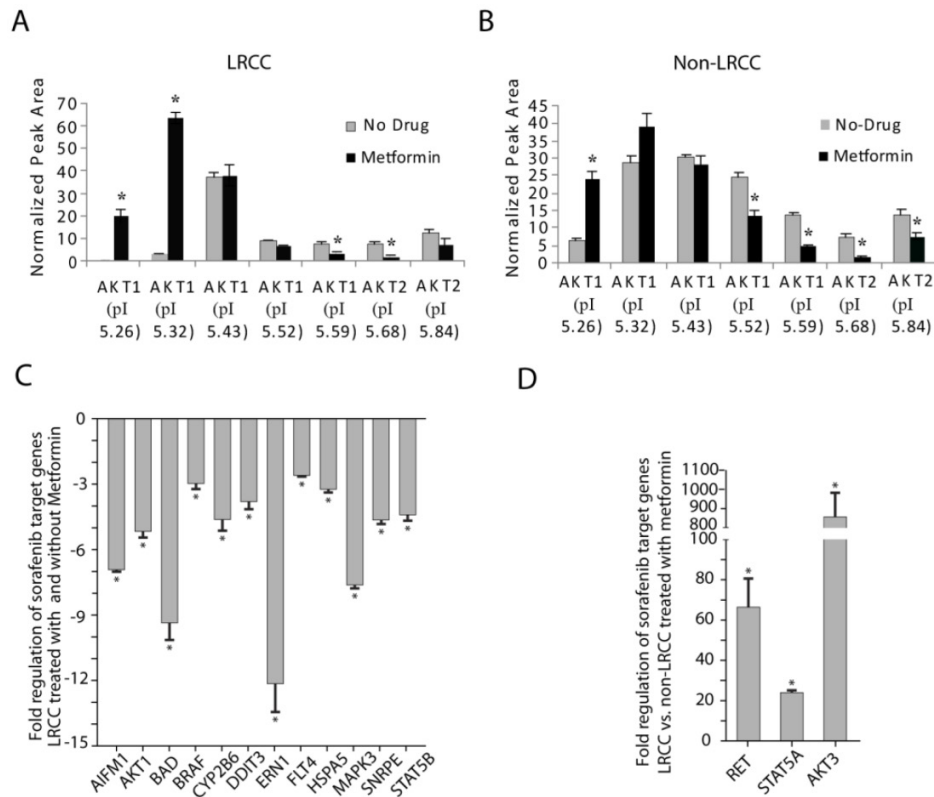 A
LRCC
Normalized Peak Area
70
60
50
40
30
20
10
0
No Drug
Metformin
*
*
*
*
AKT1 AKT1 AKT1 AKT1 AKT1 AKT2 AKT2
(pI (pI (pI (pI (pI (pI (pI
5.26) 5.32) 5.43) 5.52) 5.59) 5.68) 5.84)
B
Non-LRCC
Normalized Peak Area
45
40
35
30
25
20
15
10
5
0
No-Drug
Metformin
*
*
*
*
*
AKT1 AKT1 AKT1 AKT1 AKT1 AKT2 AKT2
(pI (pI (pI (pI (pI (pI (pI
5.26) 5.32) 5.43) 5.52) 5.59) 5.68) 5.84)
C
Fold regulation of sorafenib target genes
LRCC treated with and without Metformin
0
-3
-6
-9
-12
-15
* * * * * * * * * * * *
AIFM1
AKT1
BAD
BRAF
CYP2B6
DDIT3
ERN1
FLT4
HSPA5
MAPK3
SNRPE
STAT5B
D
Fold regulation of sorafenib target genes
LRCC vs. non-LRCC treated with metformin
1100
1000
900
800
100
80
60
40
20
0
*
*
*
RET
STAT5A
AKT3